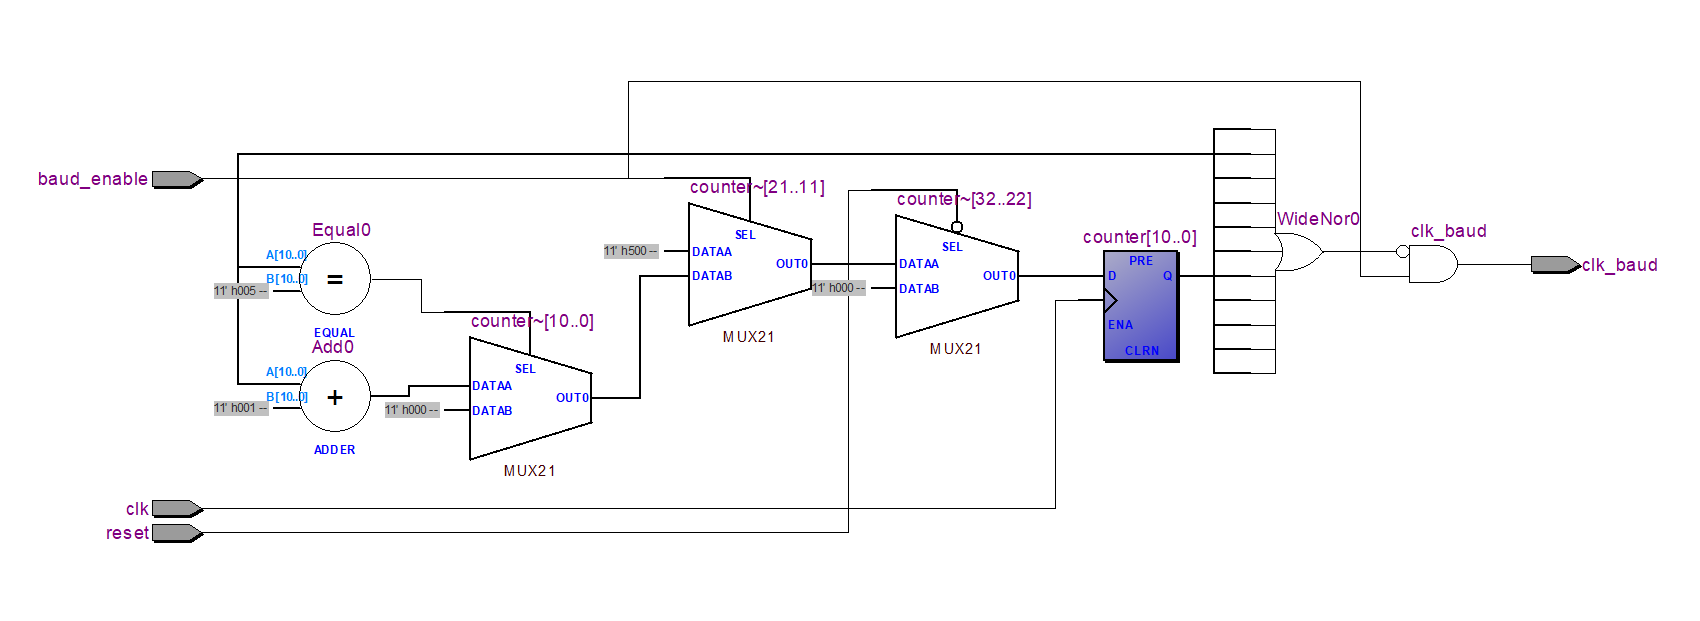 baud_enable
counter~[21..11]
SEL
11' h500 --
DATAA
DATAB
OUT0
MUX21
counter~[32..22]
SEL
DATAA
11' h000 --
DATAB
OUT0
MUX21
counter[10..0]
PRE
D
Q
ENA
CLRN
WideNor0
clk_baud
clk_baud
Equal0
A[10..0]
B[10..0]
11' h005 --
=
EQUAL
Add0
A[10..0]
B[10..0]
11' h001 --
+
ADDER
counter~[10..0]
SEL
DATAA
11' h000 --
DATAB
OUT0
MUX21
clk
reset